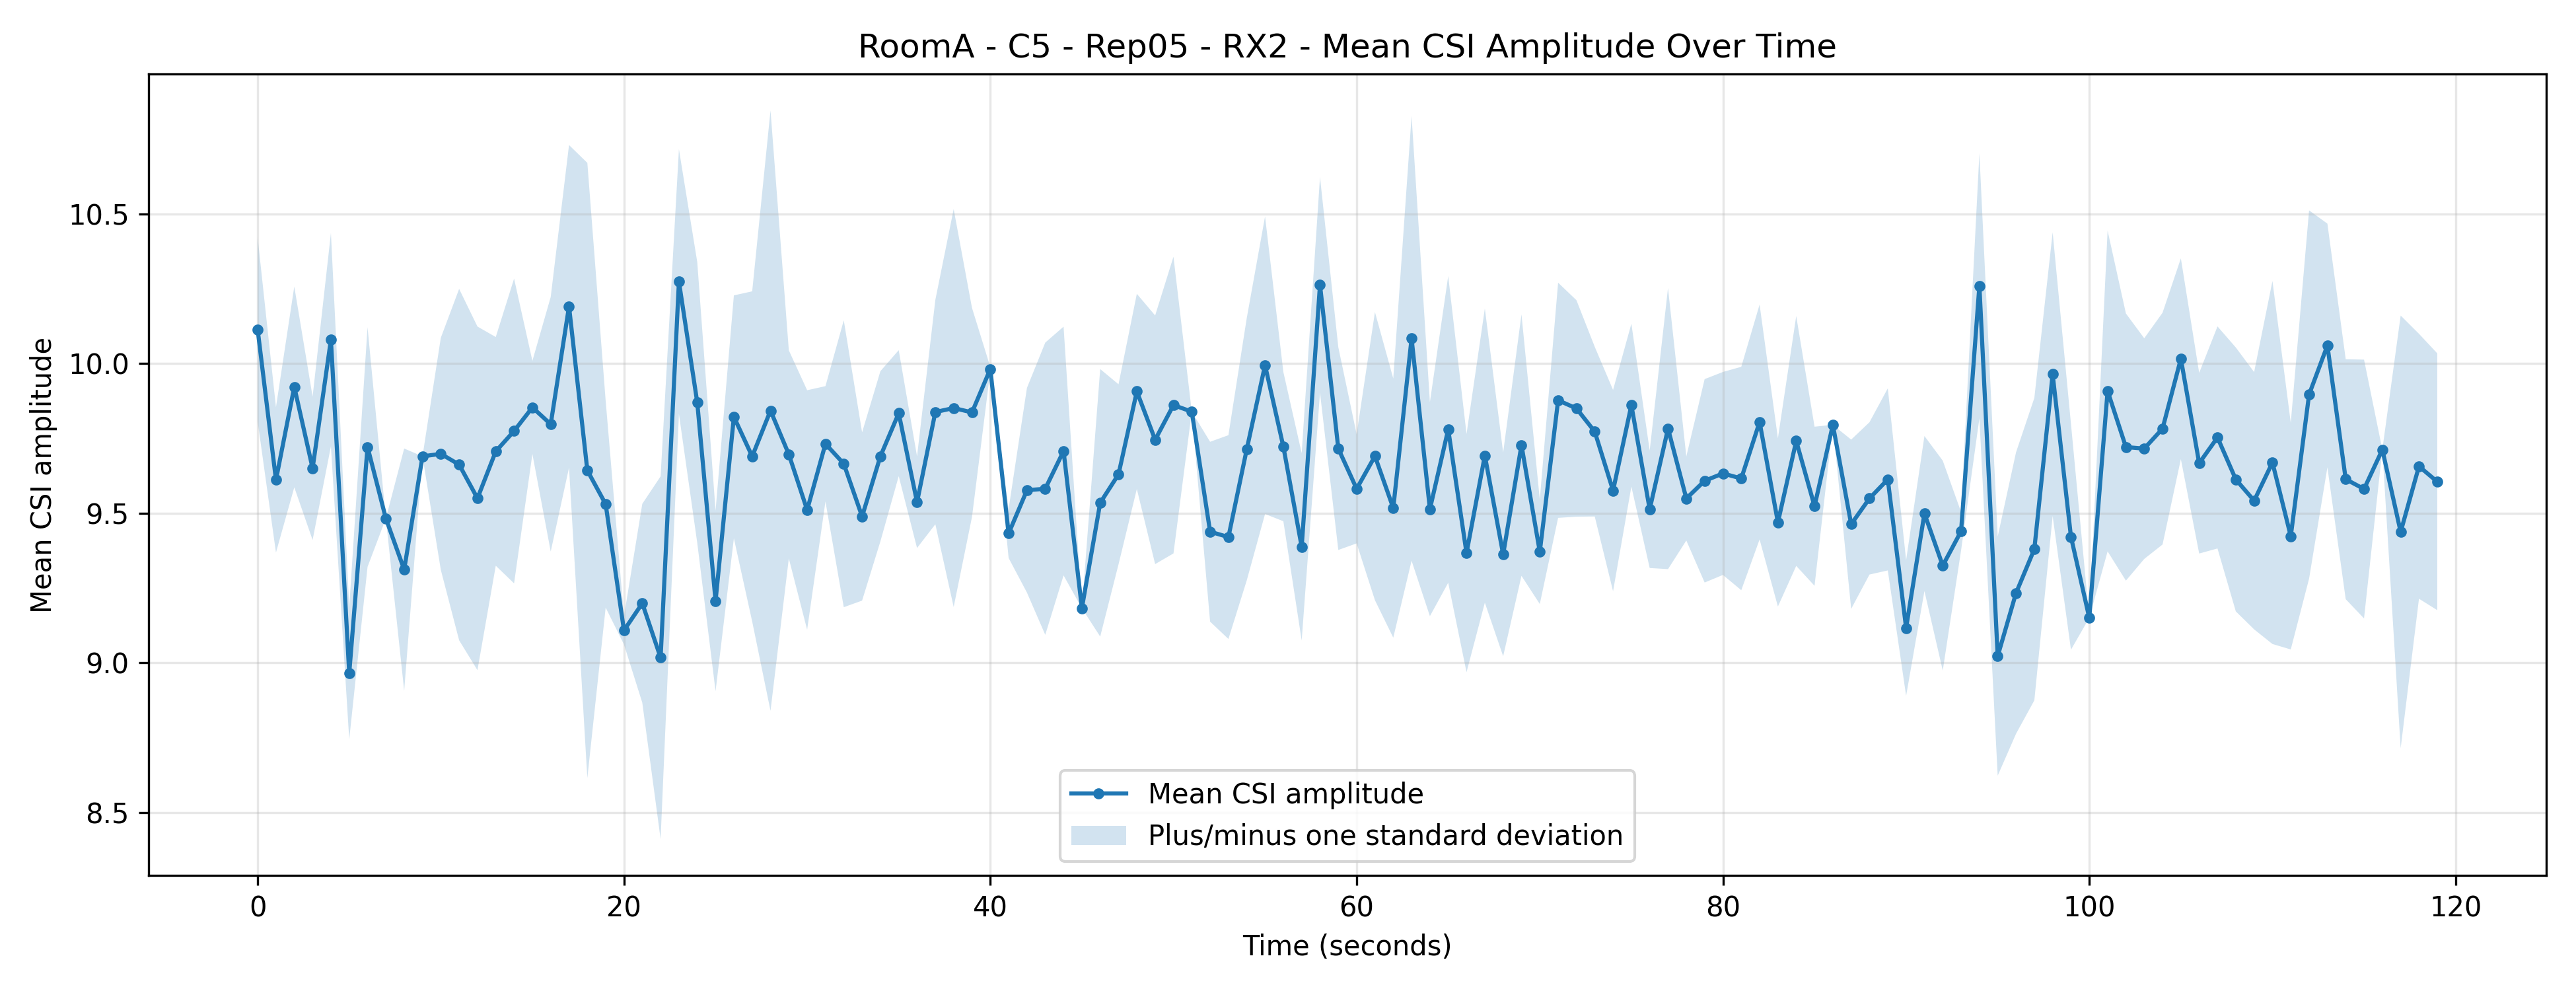 RoomA - C5 - Rep05 - RX2 - Mean CSI Amplitude Over Time
Mean CSI amplitude
10.5
10.0
9.5
9.0
8.5
Mean CSI amplitude
Plus/minus one standard deviation
0 20 40 60 80 100 120
Time (seconds)